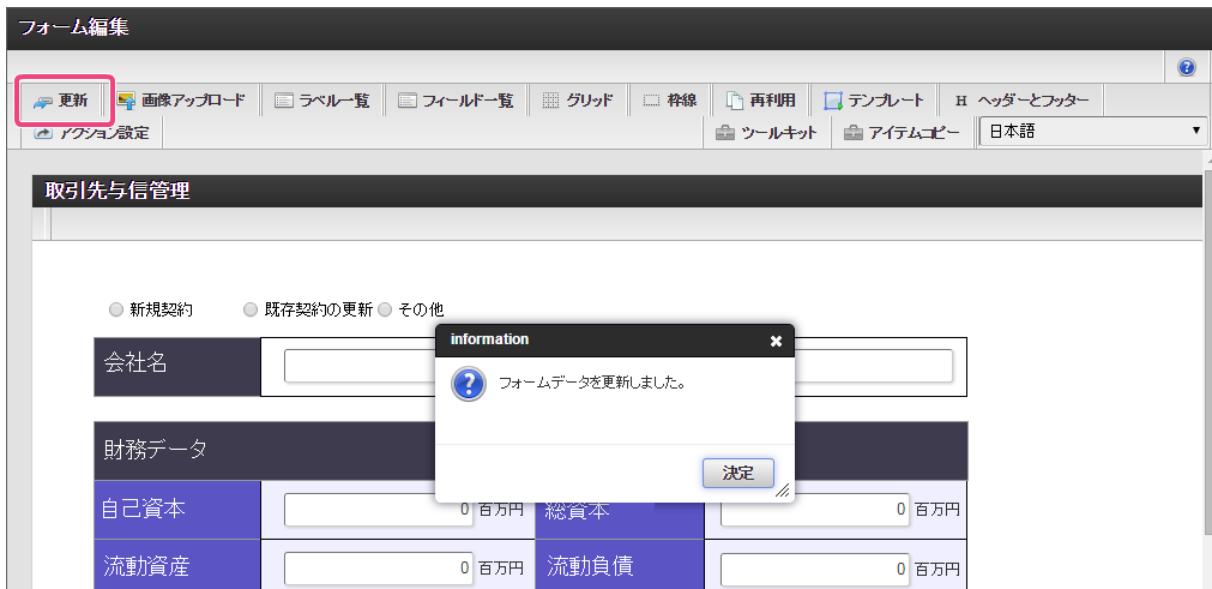 フォーム編集
更新 画像アップロード ラベル一覧 フィールド一覧 グリッド 枠線 再利用 テンプレート H ヘッダーとフッター
アクション設定 ツールキット アイテムコピー 日本語
取引先与信管理
新規契約 既存契約の更新 その他
information
会社名
フォームデータを更新しました。
財務データ
決定
自己資本 0 百万円 総資本 0 百万円
流動資産 0 百万円 流動負債 0 百万円